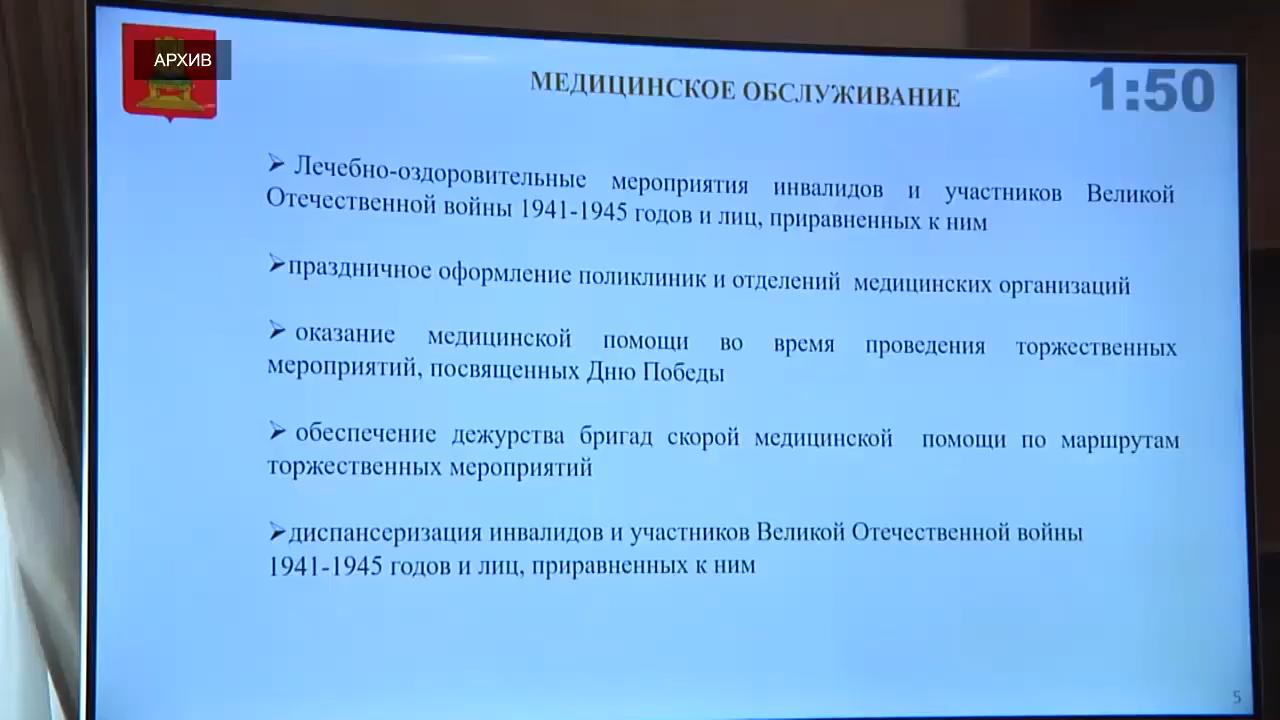 АРХИВ
МЕДИЦИНСКОЕ ОБСЛУЖИВАНИЕ
1:50
➢ Лечебно-оздоровительные мероприятия инвалидов и участников Великой
Отечественной войны 1941-1945 годов и лиц, приравненных к ним
➢праздничное оформление поликлиник и отделений медицинских организаций
➢ оказание медицинской помощи во время проведения торжественных
мероприятий, посвященных Дню Победы
➢ обеспечение дежурства бригад скорой медицинской помощи по маршрутам
торжественных мероприятий
➢диспансеризация инвалидов и участников Великой Отечественной войны
1941-1945 годов и лиц, приравненных к ним
5